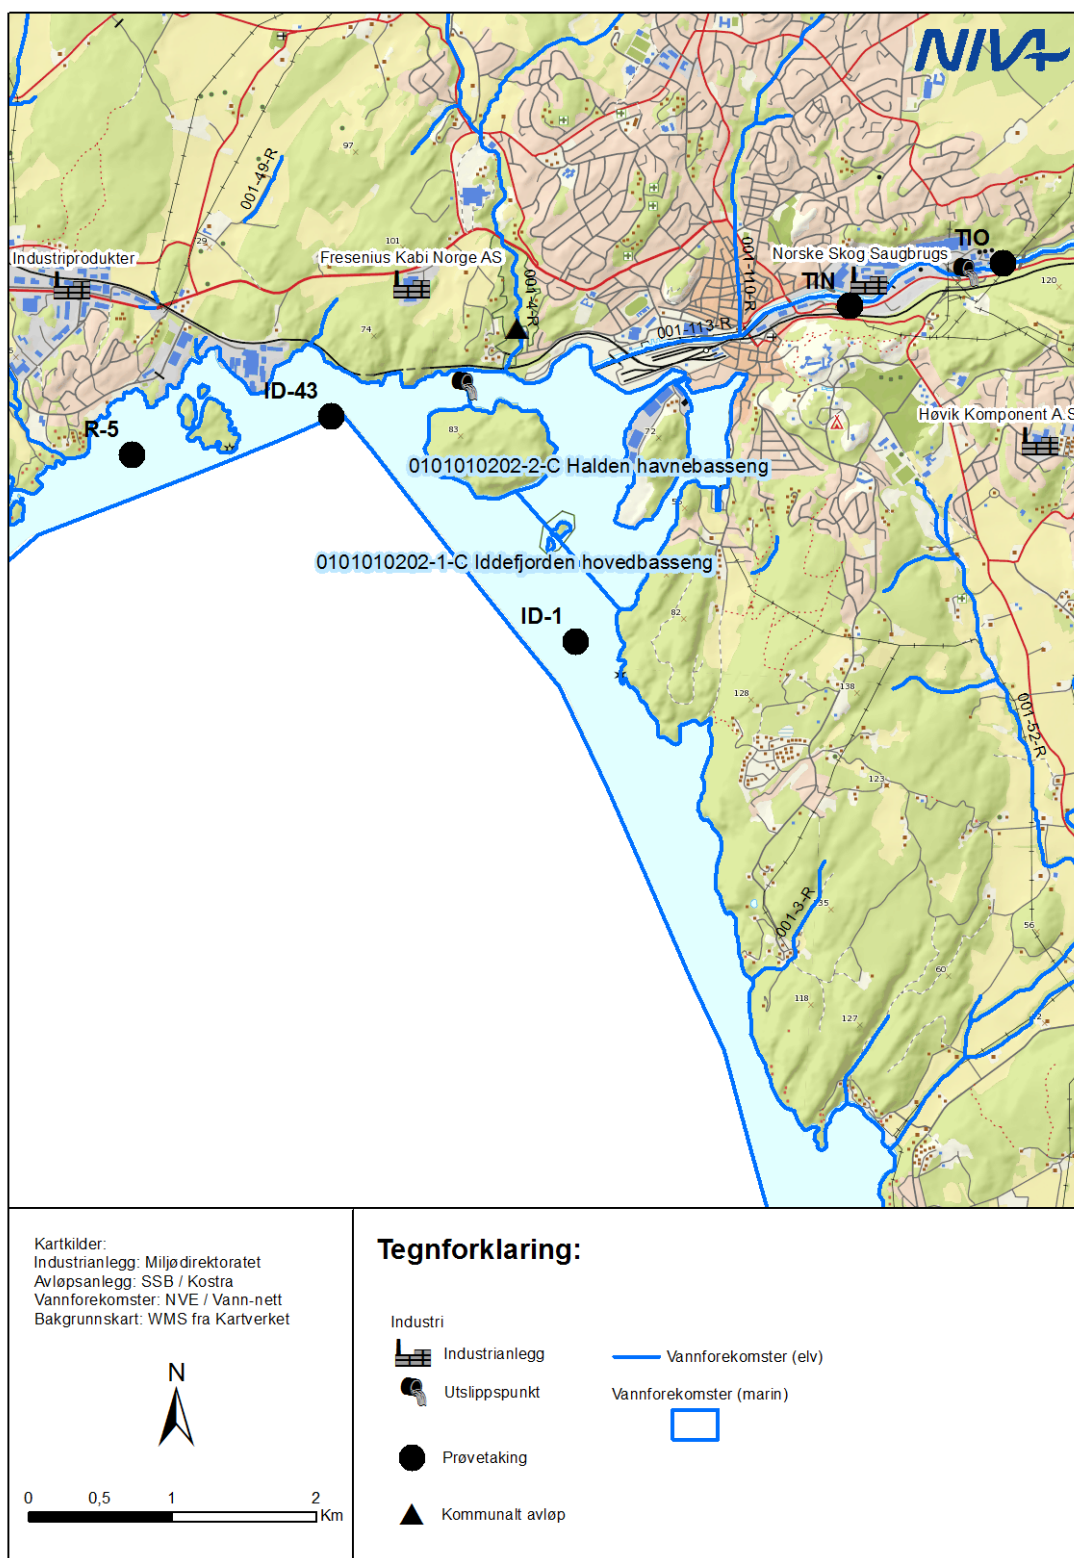 NIVA
97
001-49-R
29
Industriprodukter
101
Fresenius Kabi Norge AS
001-4-R
001-110-R
Norske Skog Saugbrugs
TIO
TIN
120
74
001-113-R
ID-43
R-5
83
72
Høvik Komponent A.S
0101010202-2-C Halden havnebasseng
0101010202-1-C Iddefjorden hovedbasseng
ID-1
82
128
138
001-52-R
123
001-3-R
135
56
60
118
127
Kartkilder:
Industrianlegg: Miljødirektoratet
Avløpsanlegg: SSB / Kostra
Vannforekomster: NVE / Vann-nett
Bakgrunnskart: WMS fra Kartverket
N
0 0,5 1 2
Km
Tegnforklaring:
Industri
Industrianlegg
Utslippspunkt
Prøvetaking
Kommunalt avløp
Vannforekomster (elv)
Vannforekomster (marin)